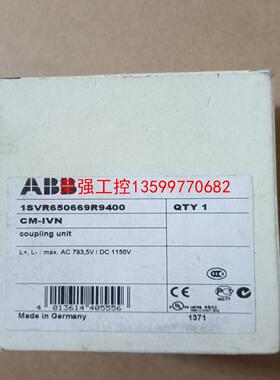 ABB
1SVR650669R9400
QTY 1
CM-IVN
coupling unit
L+, L- : max. AC 793,5V / DC 1150V
4 013614 405556
Made in Germany
1371
强工控13599770682